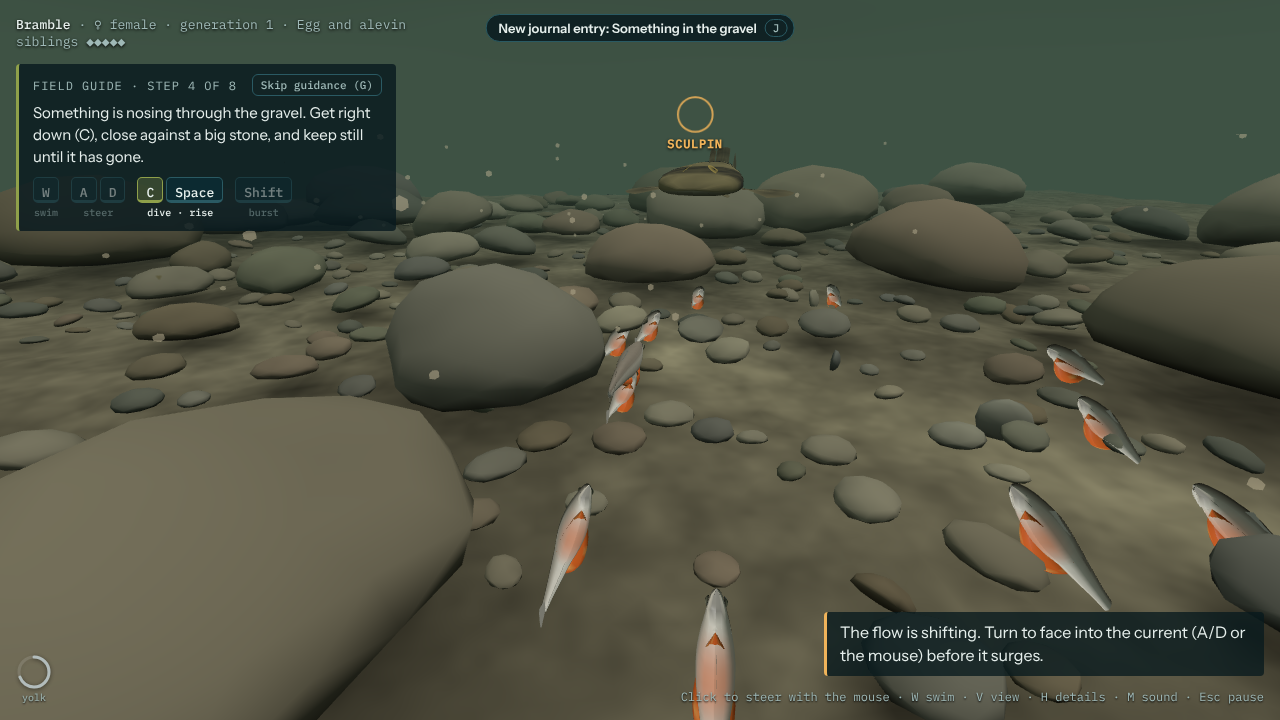 Bramble · ♀ female · generation 1 · Egg and alevin
siblings ◆◆◆◆◆
New journal entry: Something in the gravel J
FIELD GUIDE · STEP 4 OF 8 Skip guidance (G)
Something is nosing through the gravel. Get right
down (C), close against a big stone, and keep still
until it has gone.
W A D C Space Shift
swim steer dive · rise burst
SCULPIN
The flow is shifting. Turn to face into the current (A/D or
the mouse) before it surges.
yolk
Click to steer with the mouse · W swim · V view · H details · M sound · Esc pause